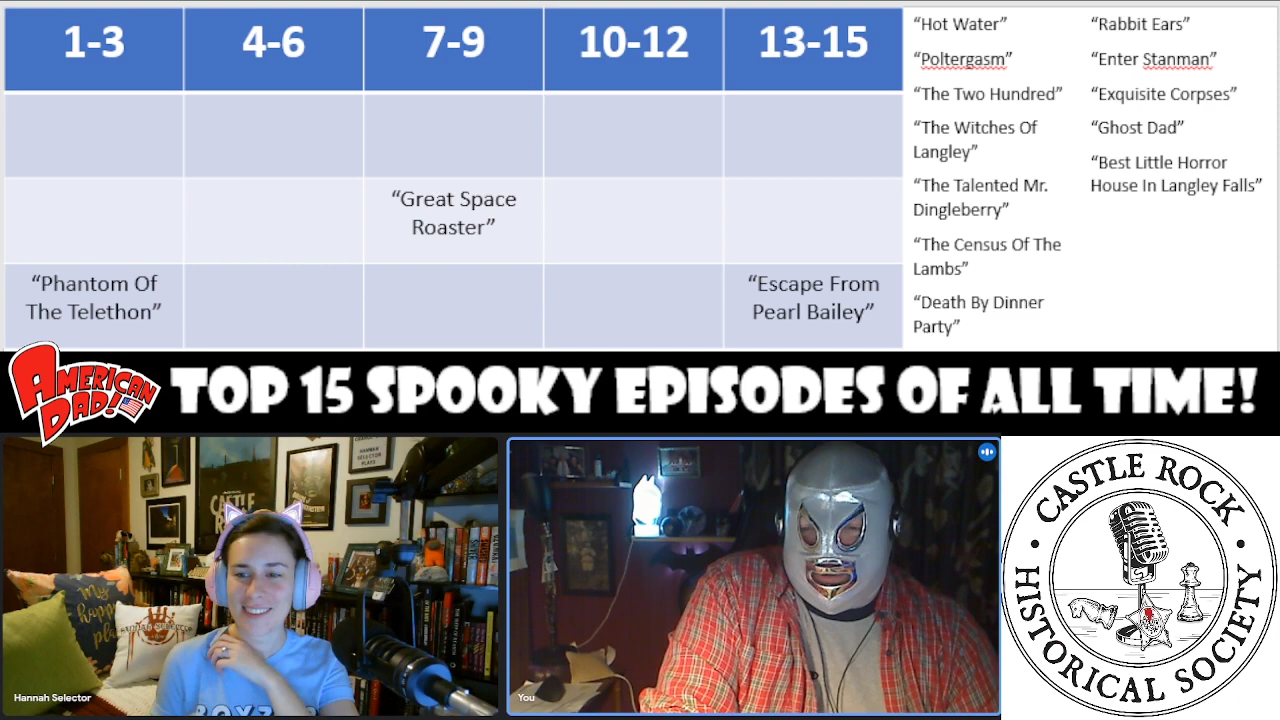 1-3
4-6
7-9
10-12
13-15
“Great Space
Roaster”
“Phantom Of
The Telethon”
“Escape From
Pearl Bailey”
“Hot Water”
“Poltergasm”
“The Two Hundred”
“The Witches Of
Langley”
“The Talented Mr.
Dingleberry”
“The Census Of The
Lambs”
“Death By Dinner
Party”
“Rabbit Ears”
“Enter Stanman”
“Exquisite Corpses”
“Ghost Dad”
“Best Little Horror
House In Langley Falls”
AMERICAN
DAD!
TOP 15 SPOOKY EPISODES OF ALL TIME!
CASTLE
my
happy
Hannah Selector
You
CASTLE ROCK
HISTORICAL SOCIETY